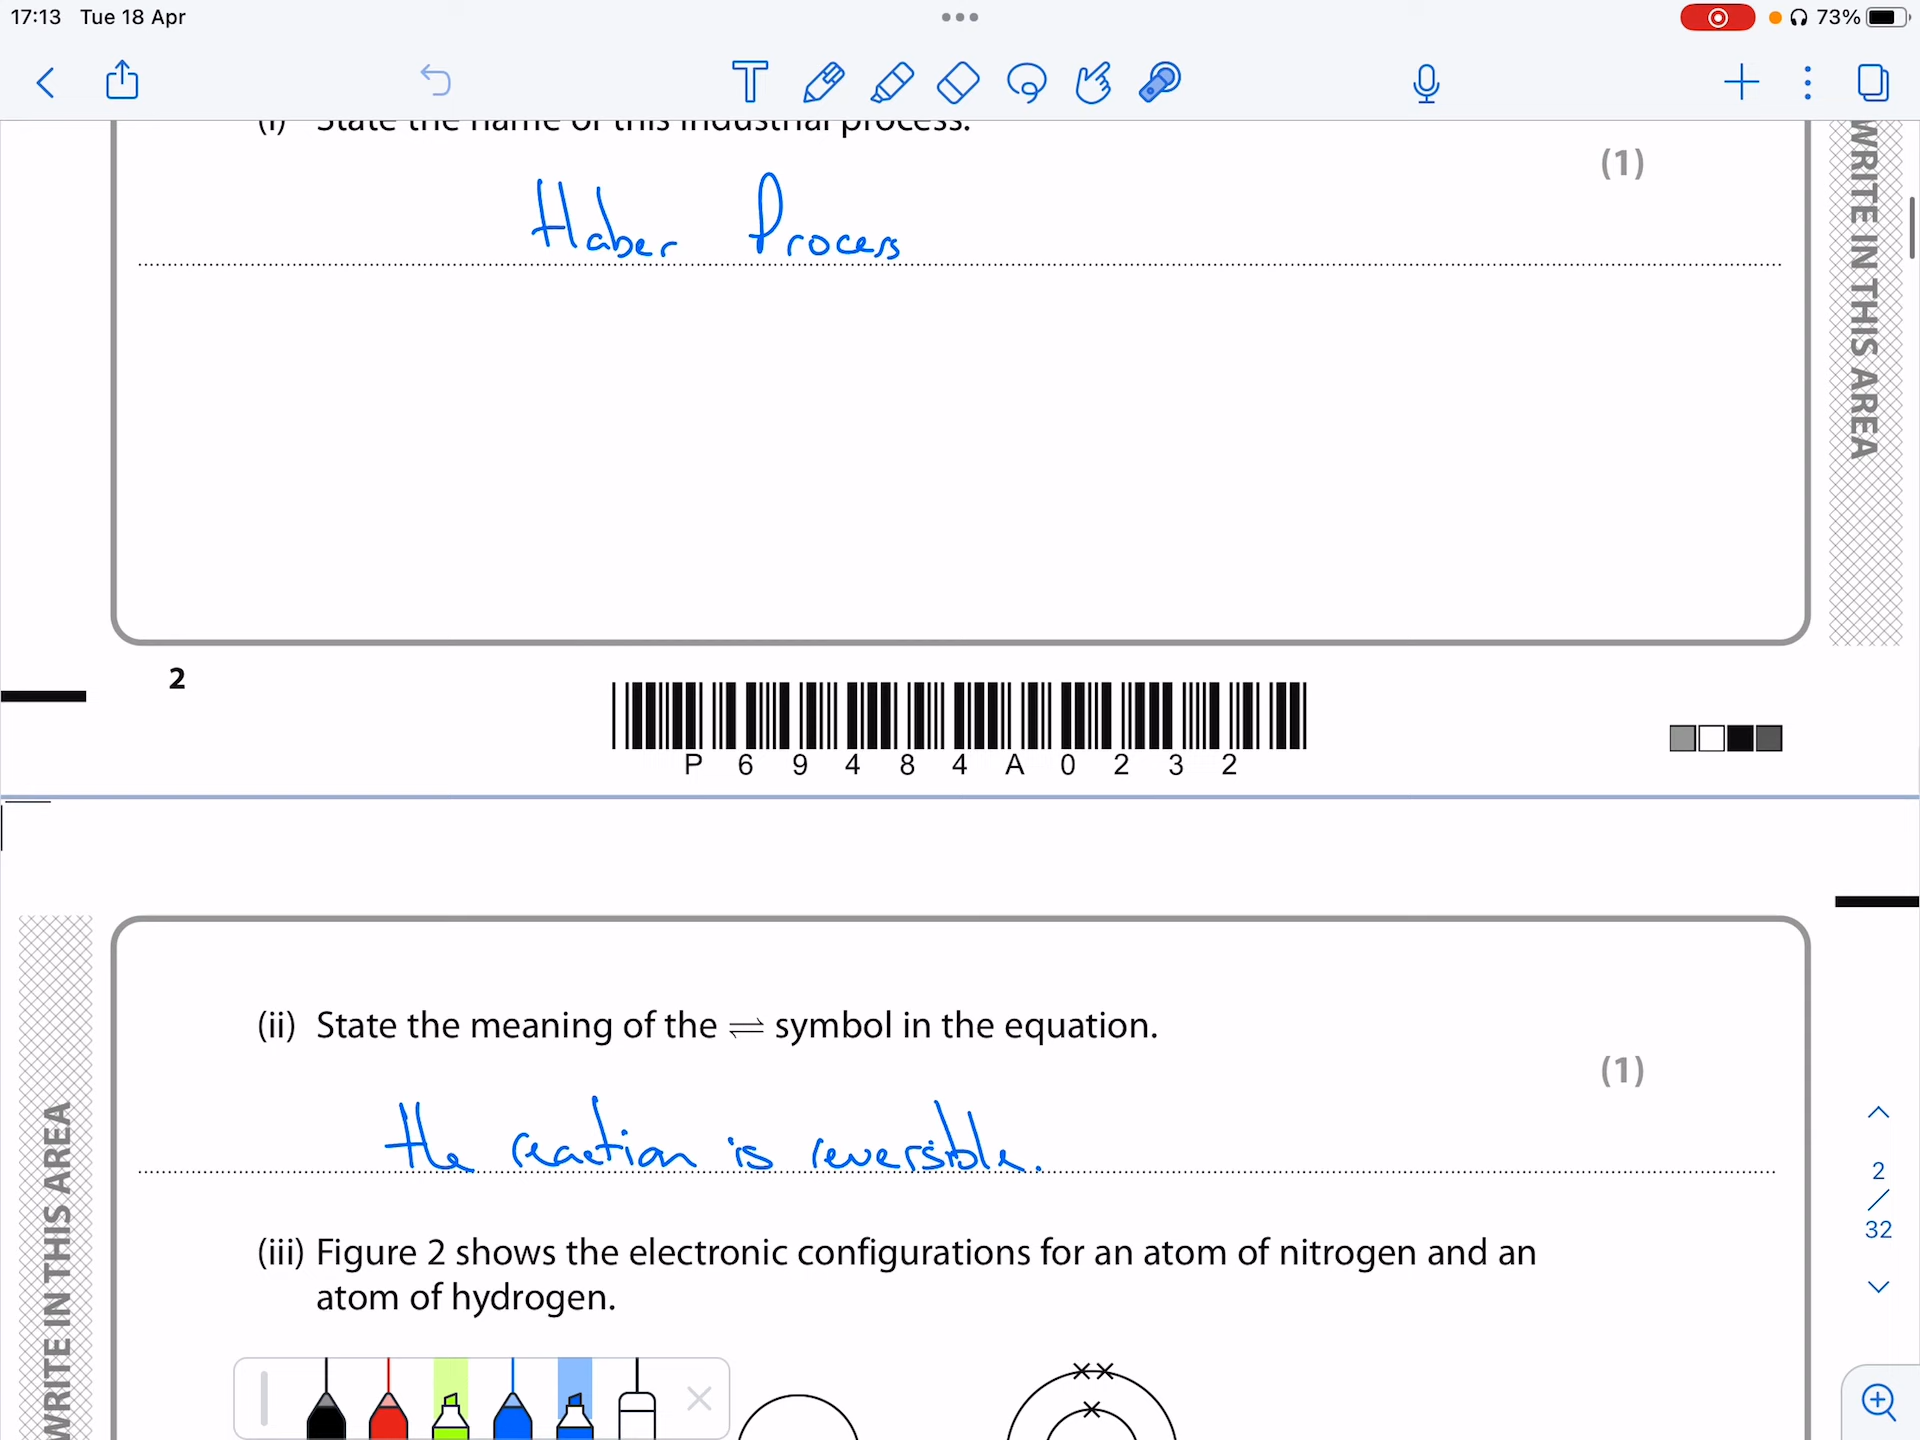 17:13 Tue 18 Apr
73%
(i) State the name of this industrial process.
(1)
Haber Process
WRITE IN THIS AREA
2
P 6 9 4 8 4 A 0 2 3 2
(ii) State the meaning of the ⇌ symbol in the equation.
(1)
the reaction is reversible.
(iii) Figure 2 shows the electronic configurations for an atom of nitrogen and an
atom of hydrogen.
WRITE IN THIS AREA
2
/
32